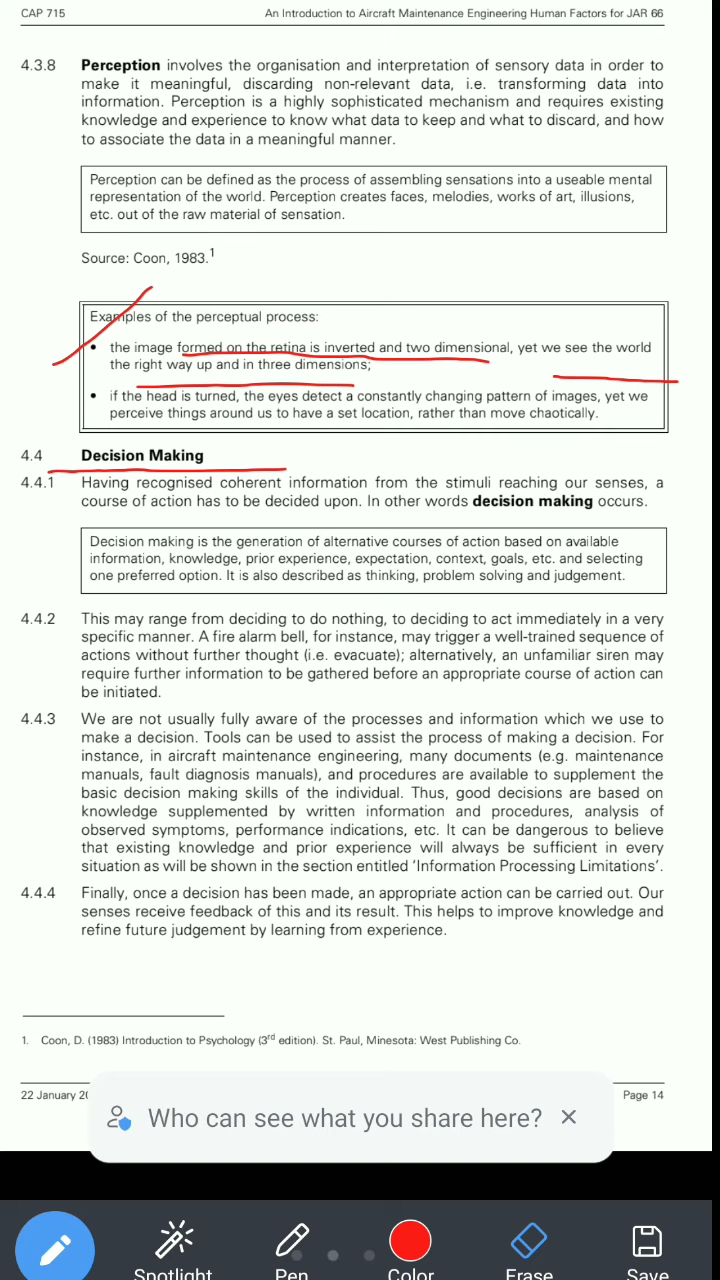 CAP 715
An Introduction to Aircraft Maintenance Engineering Human Factors for JAR 66
4.3.8 Perception involves the organisation and interpretation of sensory data in order to
make it meaningful, discarding non-relevant data, i.e. transforming data into
information. Perception is a highly sophisticated mechanism and requires existing
knowledge and experience to know what data to keep and what to discard, and how
to associate the data in a meaningful manner.
Perception can be defined as the process of assembling sensations into a useable mental
representation of the world. Perception creates faces, melodies, works of art, illusions,
etc. out of the raw material of sensation.
Source: Coon, 1983.1
Examples of the perceptual process:
• the image formed on the retina is inverted and two dimensional, yet we see the world
the right way up and in three dimensions;
• if the head is turned, the eyes detect a constantly changing pattern of images, yet we
perceive things around us to have a set location, rather than move chaotically.
4.4 Decision Making
4.4.1 Having recognised coherent information from the stimuli reaching our senses, a
course of action has to be decided upon. In other words decision making occurs.
Decision making is the generation of alternative courses of action based on available
information, knowledge, prior experience, expectation, context, goals, etc. and selecting
one preferred option. It is also described as thinking, problem solving and judgement.
4.4.2 This may range from deciding to do nothing, to deciding to act immediately in a very
specific manner. A fire alarm bell, for instance, may trigger a well-trained sequence of
actions without further thought (i.e. evacuate); alternatively, an unfamiliar siren may
require further information to be gathered before an appropriate course of action can
be initiated.
4.4.3 We are not usually fully aware of the processes and information which we use to
make a decision. Tools can be used to assist the process of making a decision. For
instance, in aircraft maintenance engineering, many documents (e.g. maintenance
manuals, fault diagnosis manuals), and procedures are available to supplement the
basic decision making skills of the individual. Thus, good decisions are based on
knowledge supplemented by written information and procedures, analysis of
observed symptoms, performance indications, etc. It can be dangerous to believe
that existing knowledge and prior experience will always be sufficient in every
situation as will be shown in the section entitled ‘Information Processing Limitations’.
4.4.4 Finally, once a decision has been made, an appropriate action can be carried out. Our
senses receive feedback of this and its result. This helps to improve knowledge and
refine future judgement by learning from experience.
1. Coon, D. (1983) Introduction to Psychology (3rd edition). St. Paul, Minesota: West Publishing Co.
22 January 20
Page 14
Who can see what you share here? ×
Spotlight Pen Color Erase Save